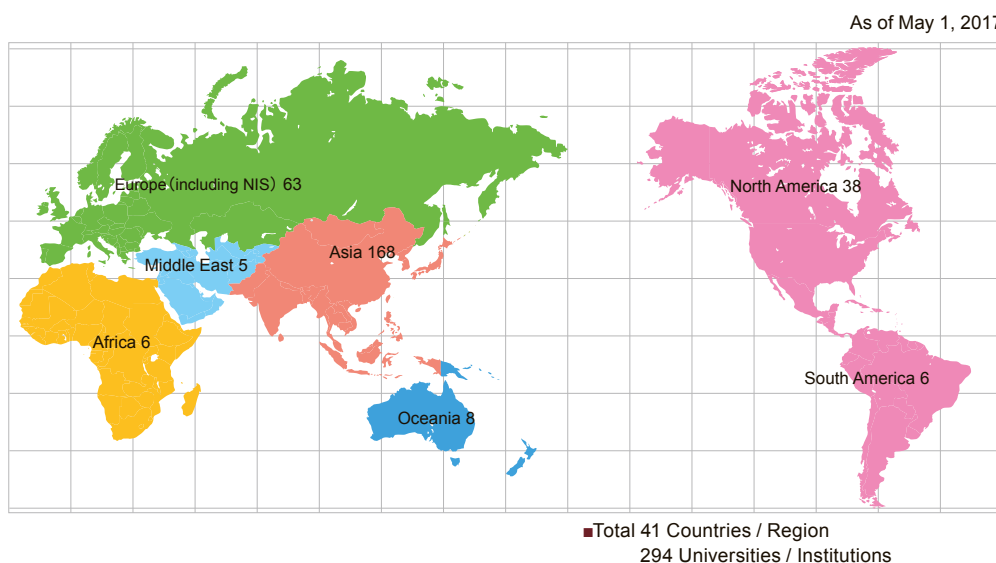 As of May 1, 2017
Europe（including NIS）63
North America 38
Asia 168
Middle East 5
Africa 6
South America 6
Oceania 8
■Total 41 Countries / Region
294 Universities / Institutions